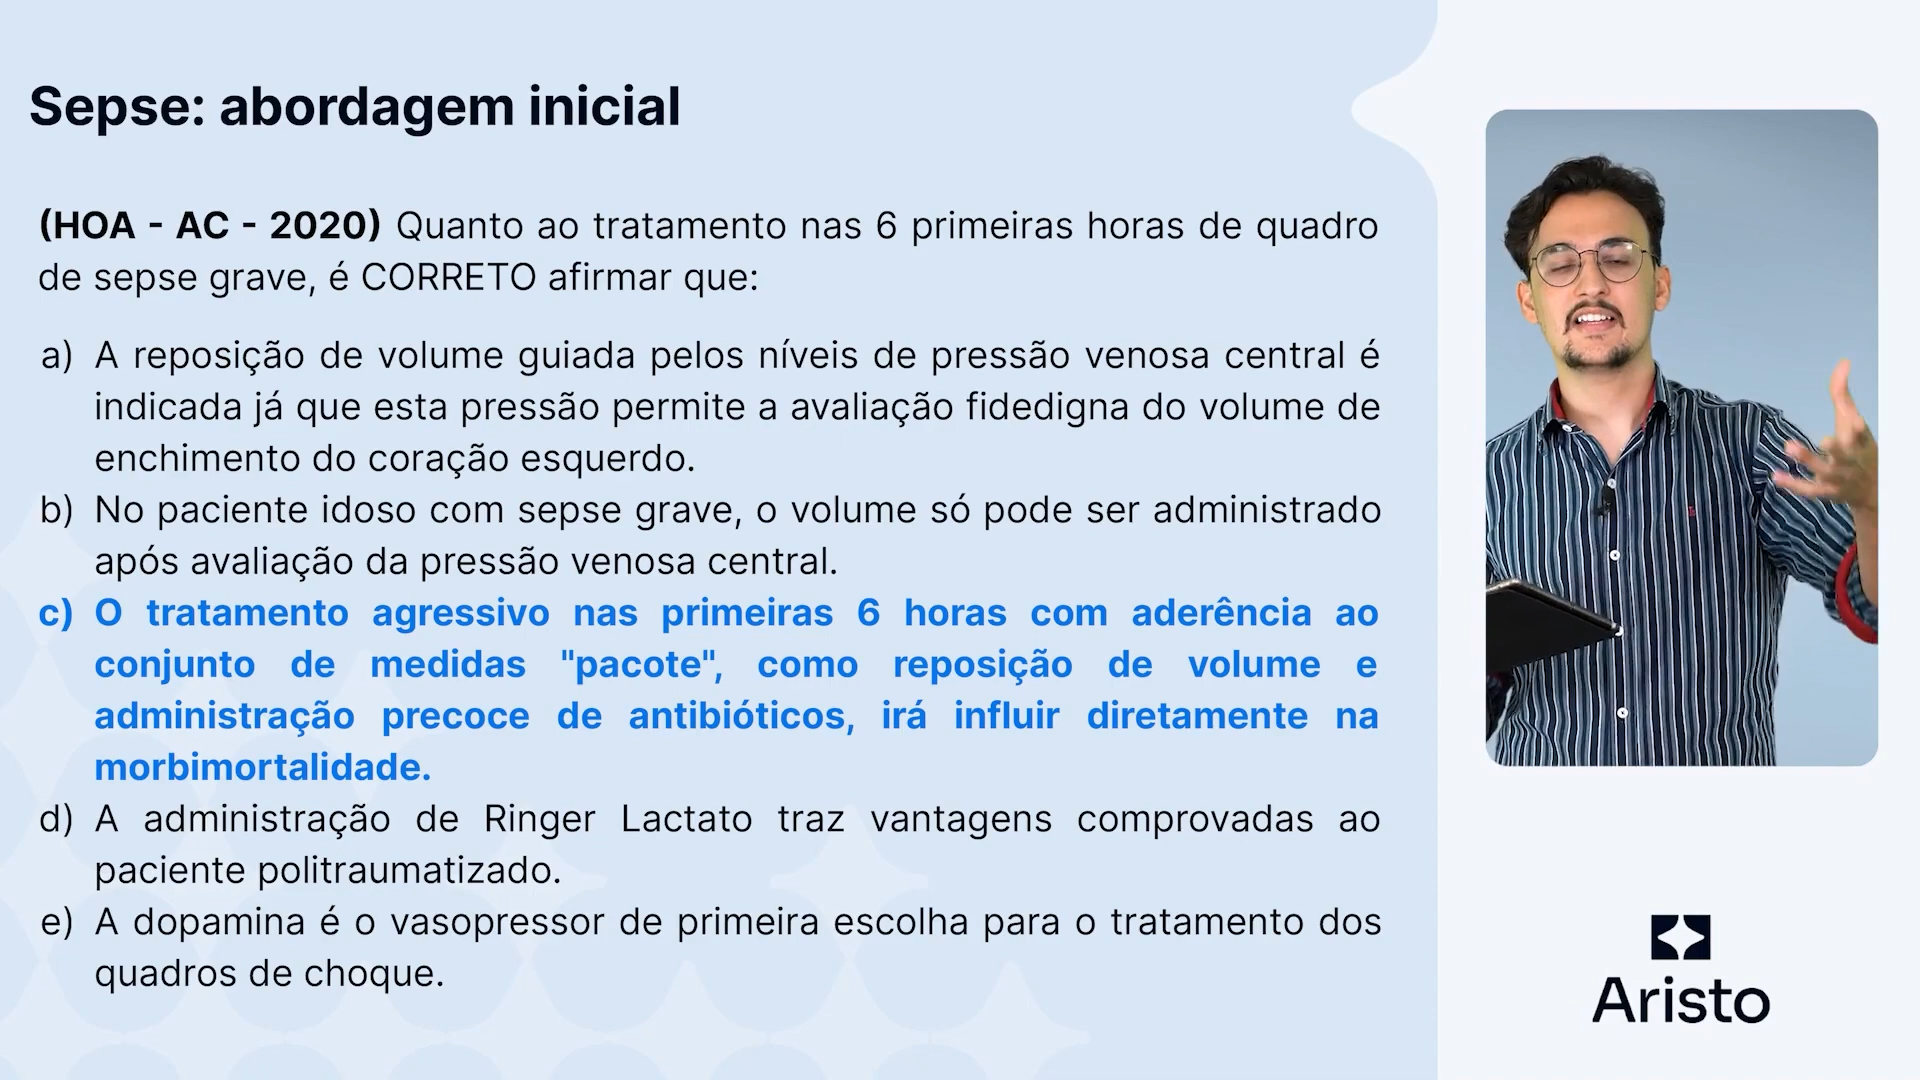 Sepse: abordagem inicial
(HOA - AC - 2020) Quanto ao tratamento nas 6 primeiras horas de quadro
de sepse grave, é CORRETO afirmar que:
a) A reposição de volume guiada pelos níveis de pressão venosa central é
indicada já que esta pressão permite a avaliação fidedigna do volume de
enchimento do coração esquerdo.
b) No paciente idoso com sepse grave, o volume só pode ser administrado
após avaliação da pressão venosa central.
c) O tratamento agressivo nas primeiras 6 horas com aderência ao
conjunto de medidas "pacote", como reposição de volume e
administração precoce de antibióticos, irá influir diretamente na
morbimortalidade.
d) A administração de Ringer Lactato traz vantagens comprovadas ao
paciente politraumatizado.
e) A dopamina é o vasopressor de primeira escolha para o tratamento dos
quadros de choque.
Aristo